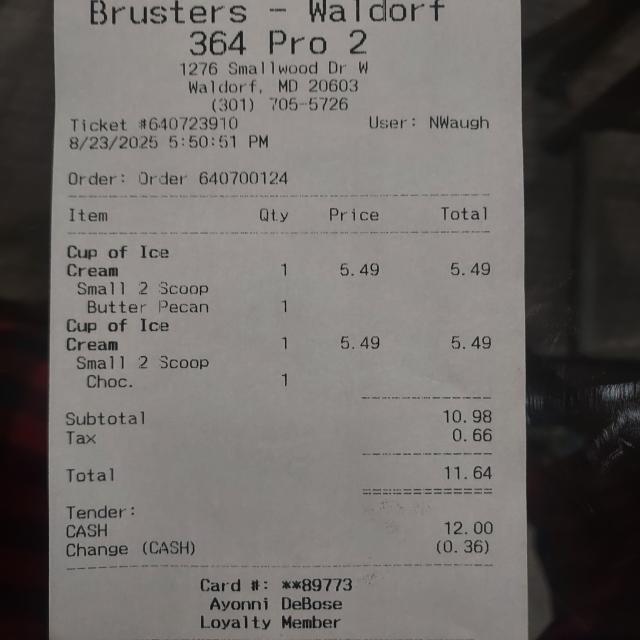 Brusters - Waldorf
364 Pro 2
1276 Smallwood Dr W
Waldorf, MD 20603
(301) 705-5726
Ticket #640723910 User: NWaugh
8/23/2025 5:50:51 PM
Order: Order 640700124
Item Qty Price Total
Cup of Ice
Cream 1 5.49 5.49
Small 2 Scoop
Butter Pecan 1
Cup of Ice
Cream 1 5.49 5.49
Small 2 Scoop
Choc. 1
Subtotal 10.98
Tax 0.66
Total 11.64
Tender:
CASH 12.00
Change (CASH) (0.36)
Card #: **89773
Ayonni DeBose
Loyalty Member